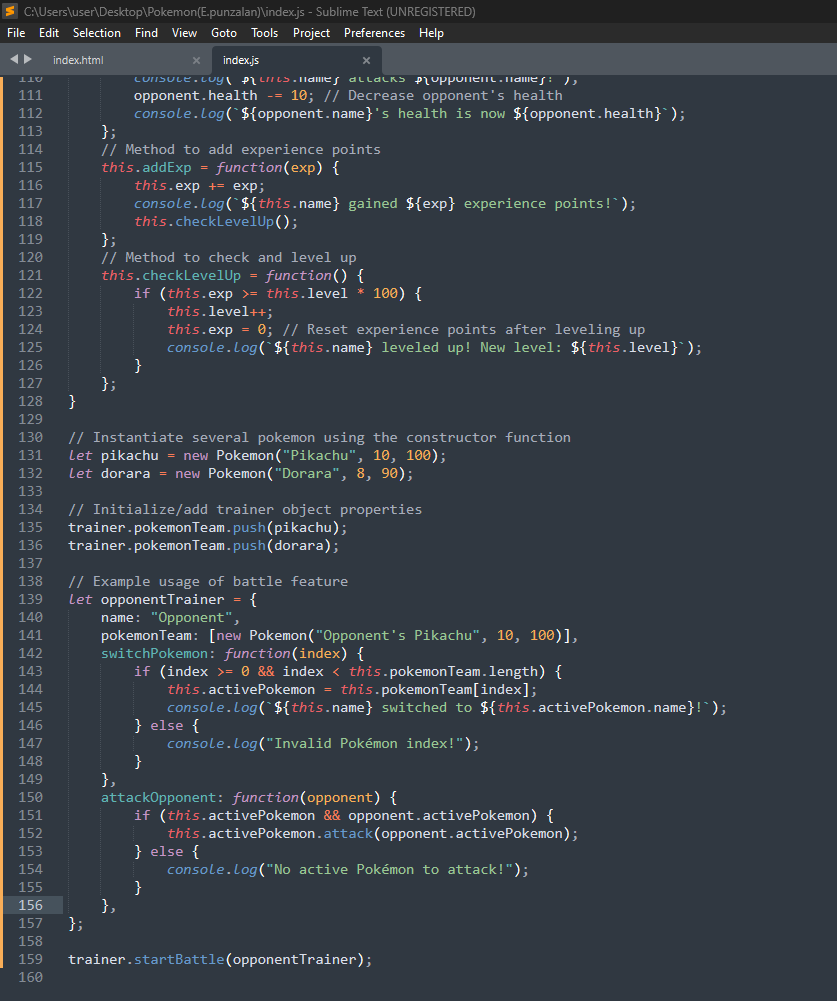 C:\Users\user\Desktop\Pokemon(E.punzalan)\index.js - Sublime Text (UNREGISTERED)
File Edit Selection Find View Goto Tools Project Preferences Help
index.html × index.js ×
110 console.log(`${this.name} attacks ${opponent.name}!`);
111 opponent.health -= 10; // Decrease opponent's health
112 console.log(`${opponent.name}'s health is now ${opponent.health}`);
113 };
114 // Method to add experience points
115 this.addExp = function(exp) {
116 this.exp += exp;
117 console.log(`${this.name} gained ${exp} experience points!`);
118 this.checkLevelUp();
119 };
120 // Method to check and level up
121 this.checkLevelUp = function() {
122 if (this.exp >= this.level * 100) {
123 this.level++;
124 this.exp = 0; // Reset experience points after leveling up
125 console.log(`${this.name} leveled up! New level: ${this.level}`);
126 }
127 };
128 }
129
130 // Instantiate several pokemon using the constructor function
131 let pikachu = new Pokemon("Pikachu", 10, 100);
132 let dorara = new Pokemon("Dorara", 8, 90);
133
134 // Initialize/add trainer object properties
135 trainer.pokemonTeam.push(pikachu);
136 trainer.pokemonTeam.push(dorara);
137
138 // Example usage of battle feature
139 let opponentTrainer = {
140 name: "Opponent",
141 pokemonTeam: [new Pokemon("Opponent's Pikachu", 10, 100)],
142 switchPokemon: function(index) {
143 if (index >= 0 && index < this.pokemonTeam.length) {
144 this.activePokemon = this.pokemonTeam[index];
145 console.log(`${this.name} switched to ${this.activePokemon.name}!`);
146 } else {
147 console.log("Invalid Pokémon index!");
148 }
149 },
150 attackOpponent: function(opponent) {
151 if (this.activePokemon && opponent.activePokemon) {
152 this.activePokemon.attack(opponent.activePokemon);
153 } else {
154 console.log("No active Pokémon to attack!");
155 }
156 },
157 };
158
159 trainer.startBattle(opponentTrainer);
160